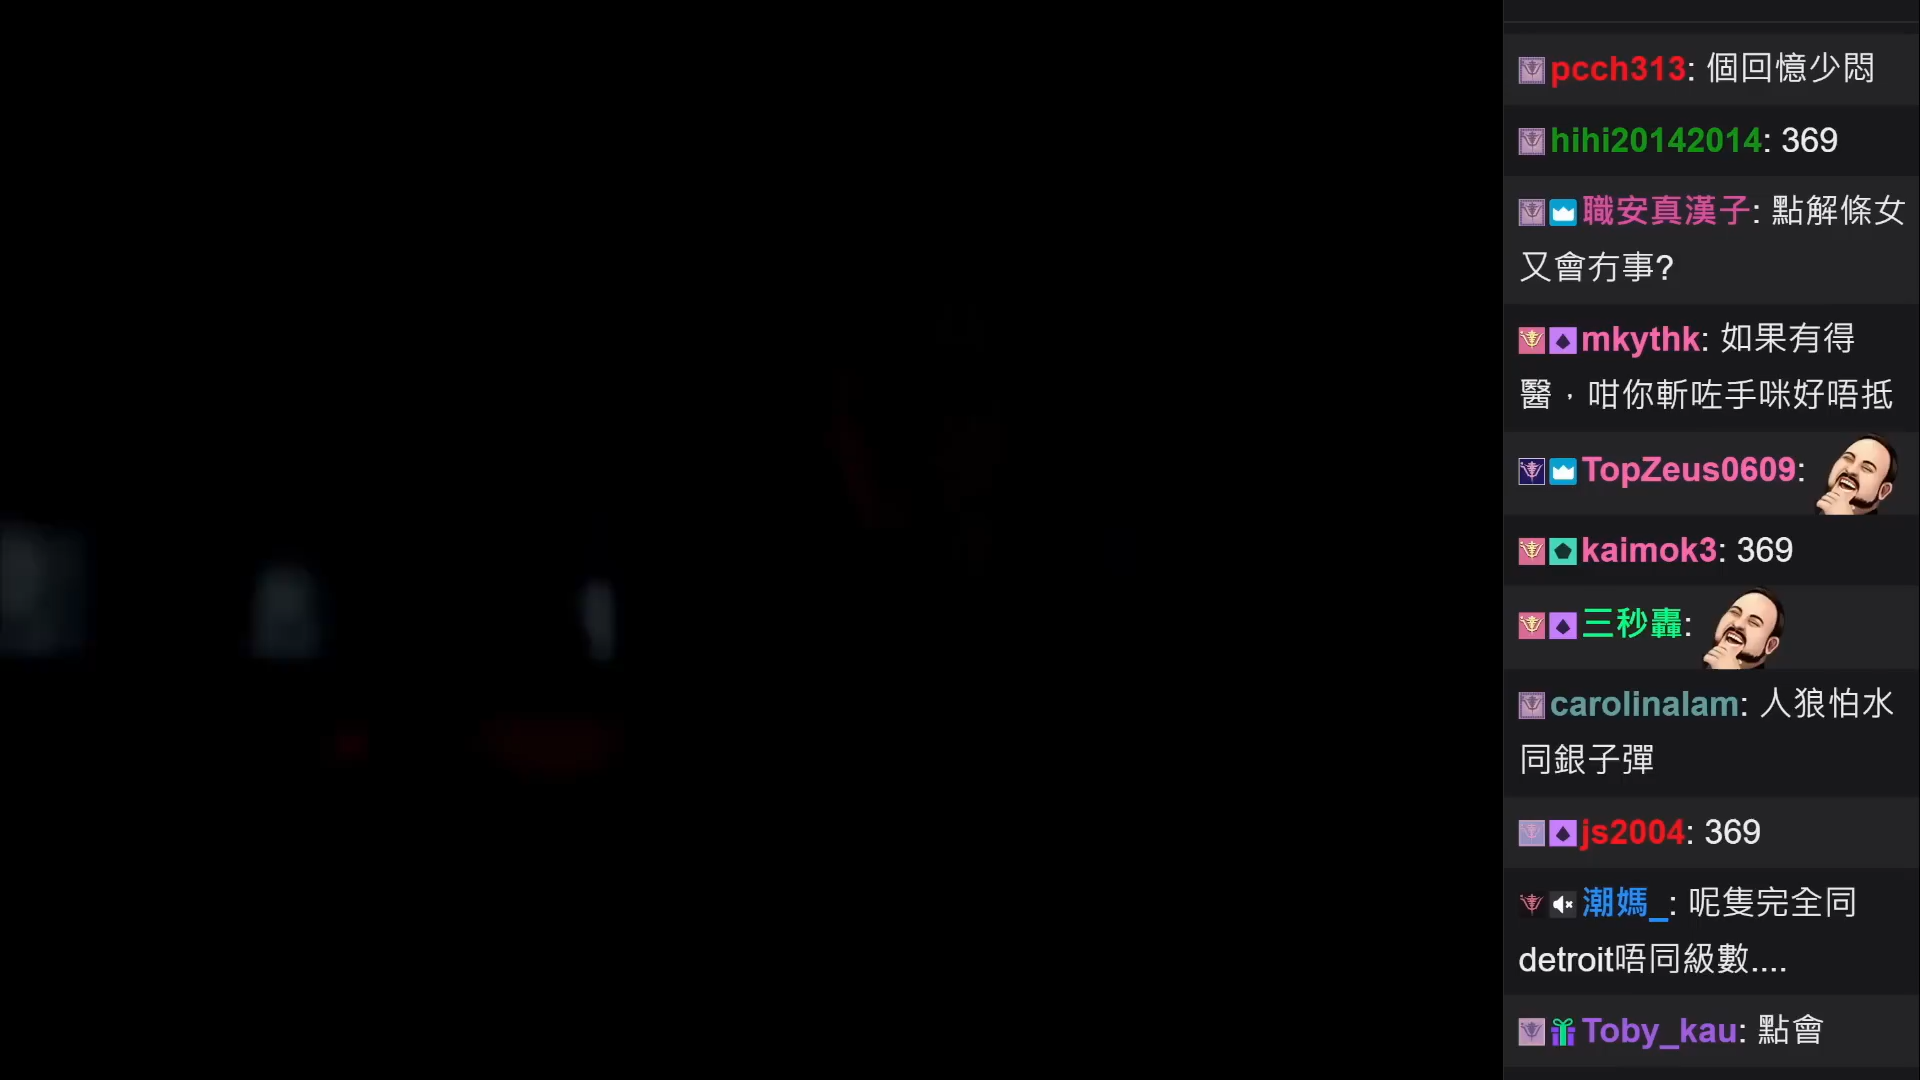 pcch313: 個回憶少悶
hihi20142014: 369
職安真漢子: 點解條女
又會冇事?
mkythk: 如果有得
醫，咁你斬咗手咪好唔抵
TopZeus0609:
kaimok3: 369
三秒轟:
carolinalam: 人狼怕水
同銀子彈
js2004: 369
潮媽_: 呢隻完全同
detroit唔同級數....
Toby_kau: 點會